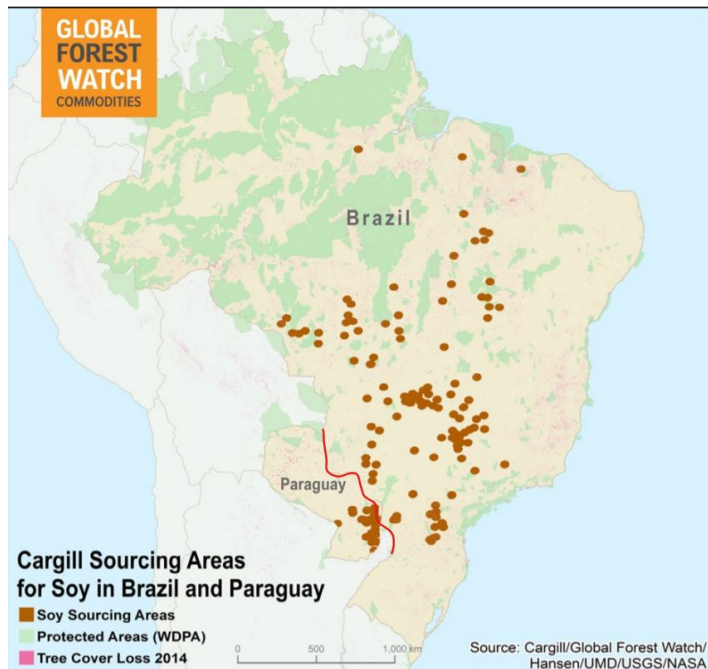 GLOBAL
FOREST
WATCH
COMMODITIES
Brazil
Paraguay
Cargill Sourcing Areas
for Soy in Brazil and Paraguay
Soy Sourcing Areas
Protected Areas (WDPA)
Tree Cover Loss 2014
0 500 1,000 km
Source: Cargill/Global Forest Watch/
Hansen/UMD/USGS/NASA